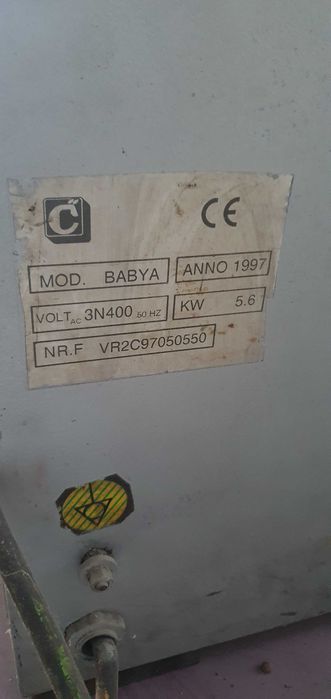 C CE
MOD. BABYA ANNO 1997
VOLT AC 3N400 50 HZ KW 5.6
NR.F VR2C97050550